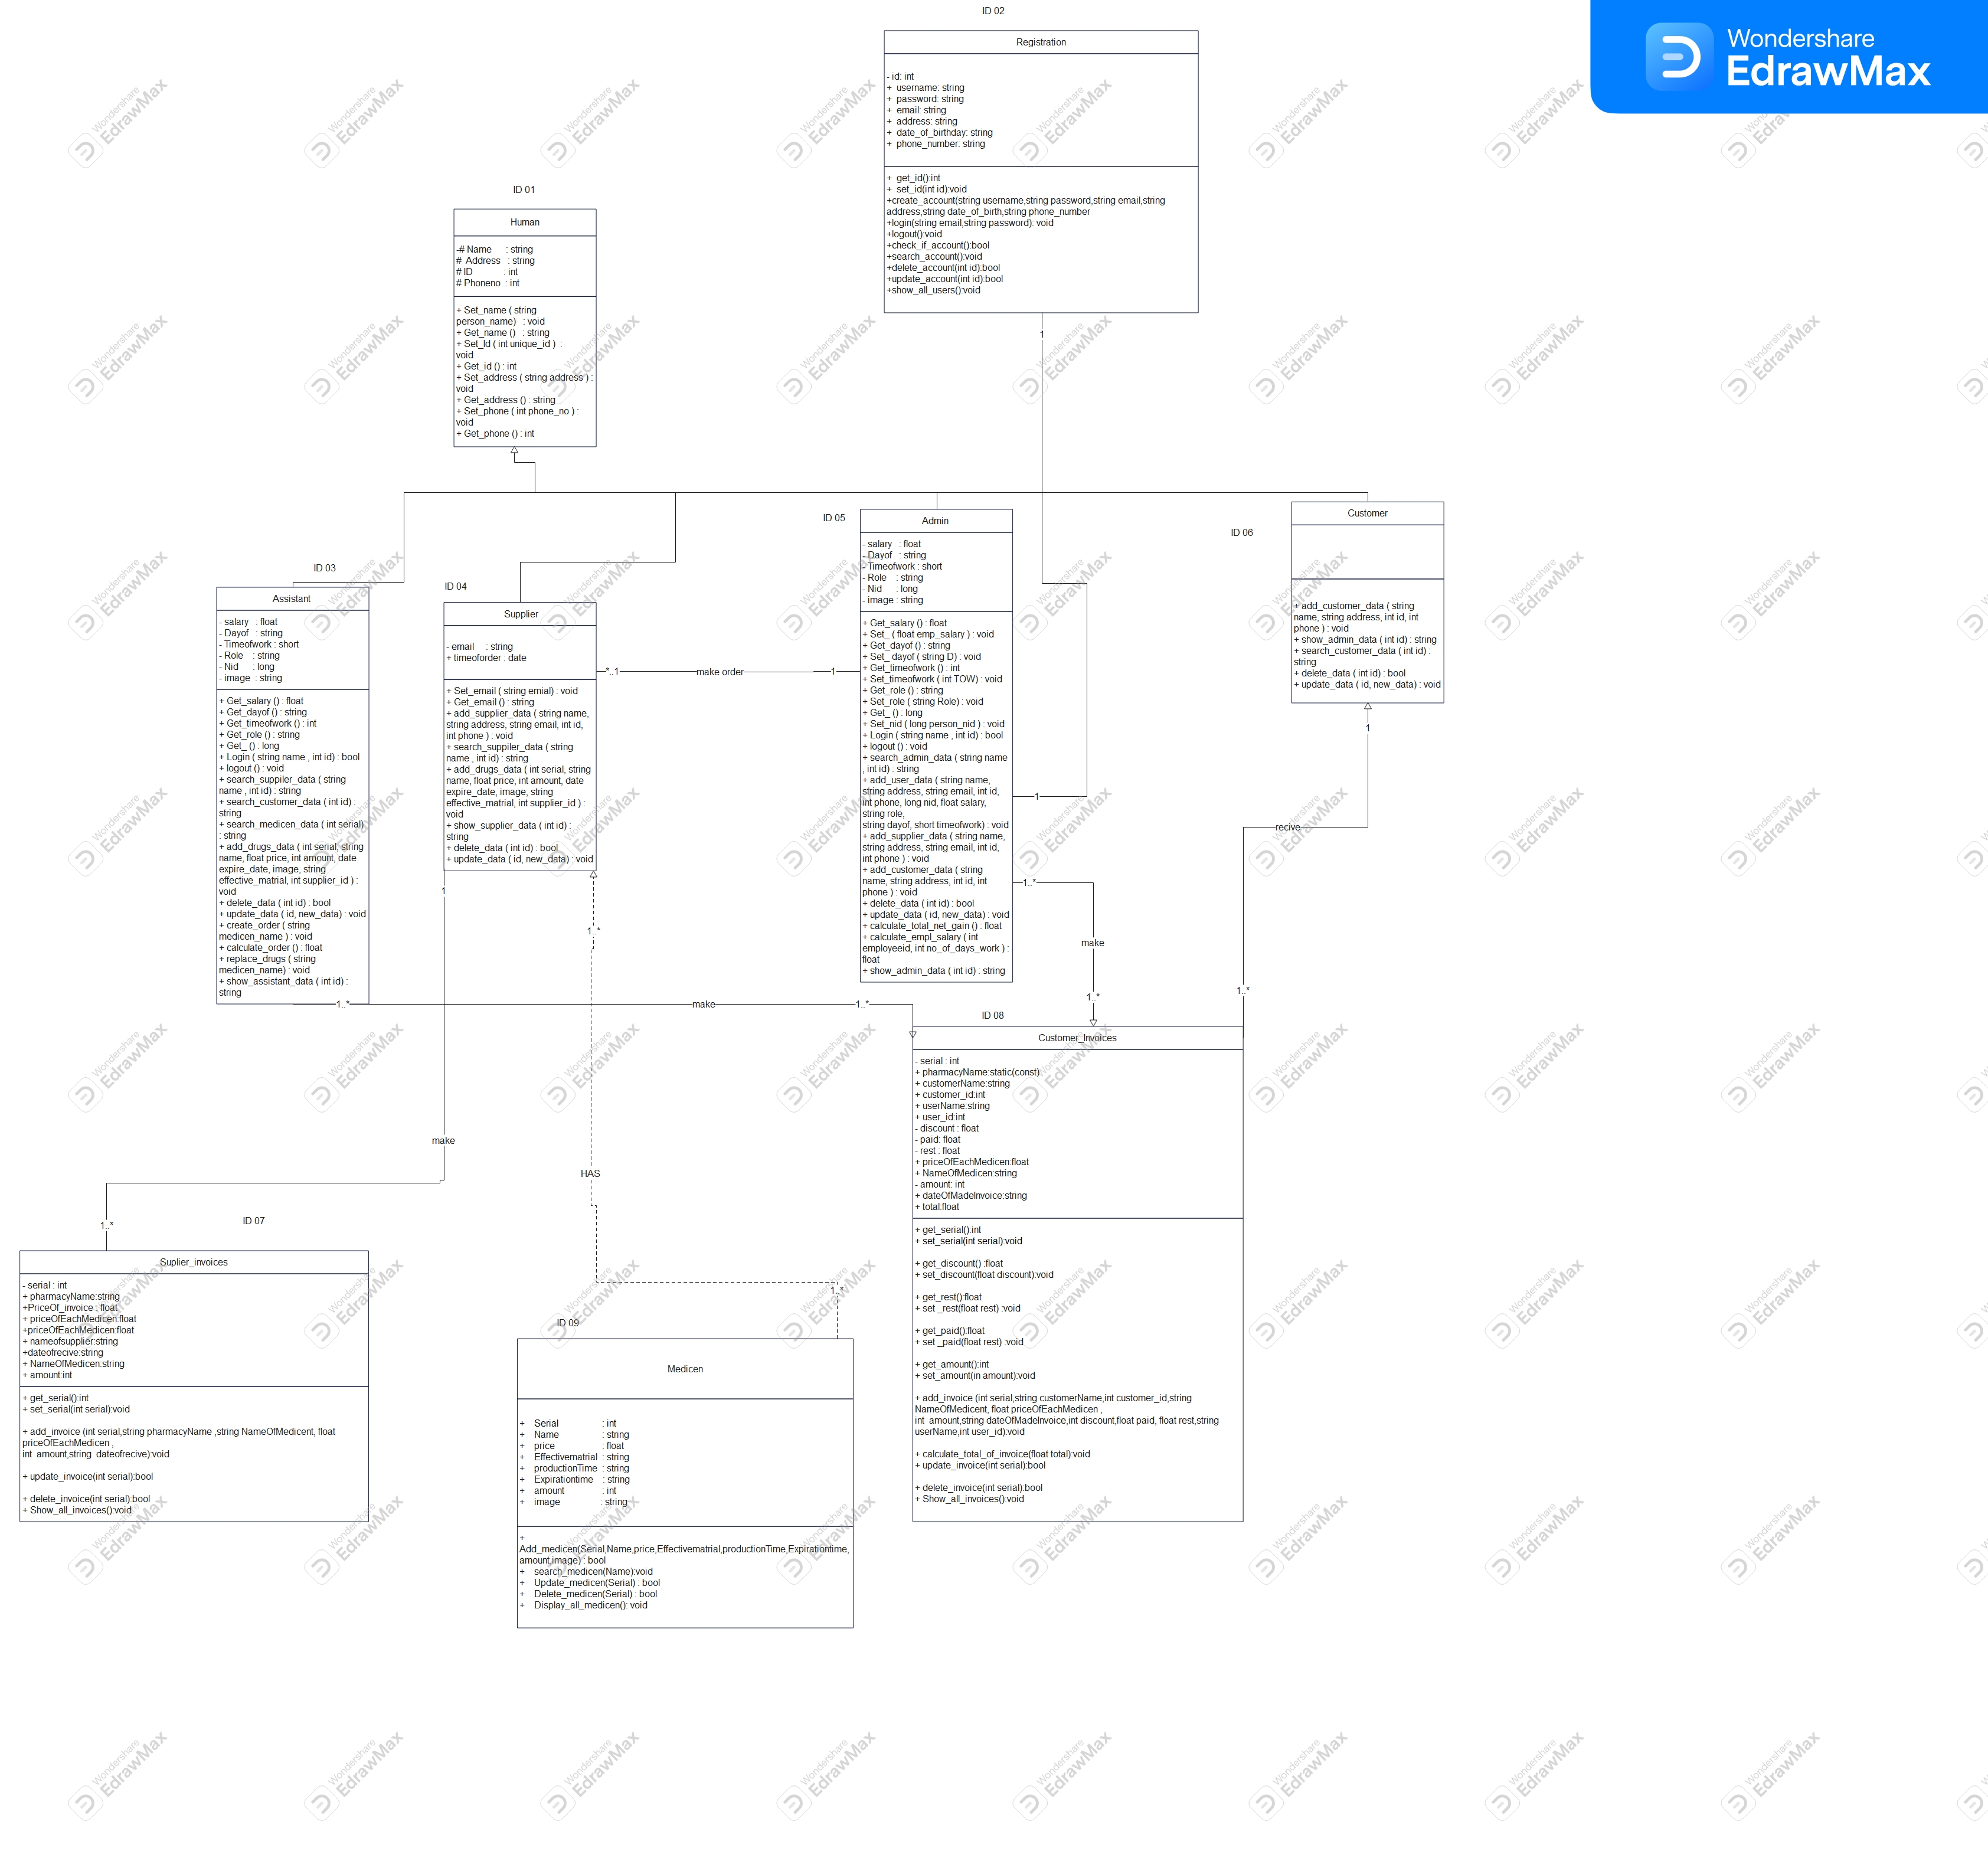 ID 02
Wondershare
EdrawMax
Registration
- id: int
+ username: string
+ password: string
+ email: string
+ address: string
+ date_of_birthday: string
+ phone_number: string
+ get_id():int
+ set_id(int id):void
+create_account(string username,string password,string email,string
address,string date_of_birth,string phone_number
+login(string email,string password): void
+logout():void
+check_if_account():bool
+search_account():void
+delete_account(int id):bool
+update_account(int id):bool
+show_all_users():void
1
ID 01
Human
-# Name : string
# Address : string
# ID : int
# Phoneno : int
+ Set_name ( string
person_name) : void
+ Get_name () : string
+ Set_Id ( int unique_id ) :
void
+ Get_id () : int
+ Set_address ( string address ) :
void
+ Get_address () : string
+ Set_phone ( int phone_no ) :
void
+ Get_phone () : int
ID 03
Assistant
- salary : float
- Dayof : string
- Timeofwork : short
- Role : string
- Nid : long
- image : string
+ Get_salary () : float
+ Get_dayof () : string
+ Get_timeofwork () : int
+ Get_role () : string
+ Get_ () : long
+ Login ( string name , int id) : bool
+ logout () : void
+ search_suppiler_data ( string
name , int id) : string
+ search_customer_data ( int id) :
string
+ search_medicen_data ( int serial)
: string
+ add_drugs_data ( int serial, string
name, float price, int amount, date
expire_date, image, string
effective_matrial, int supplier_id ) :
void
+ delete_data ( int id) : bool
+ update_data ( id, new_data) : void
+ create_order ( string
medicen_name ) : void
+ calculate_order () : float
+ replace_drugs ( string
medicen_name) : void
+ show_assistant_data ( int id) :
string
1..*
make
1..*
ID 04
Supplier
- email : string
+ timeoforder : date
+ Set_email ( string emial) : void
+ Get_email () : string
+ add_supplier_data ( string name,
string address, string email, int id,
int phone ) : void
+ search_suppiler_data ( string
name , int id) : string
+ add_drugs_data ( int serial, string
name, float price, int amount, date
expire_date, image, string
effective_matrial, int supplier_id ) :
void
+ show_supplier_data ( int id) :
string
+ delete_data ( int id) : bool
+ update_data ( id, new_data) : void
*..1
make order
1
1
make
1..*
1..*
HAS
1..*
ID 05
Admin
- salary : float
- Dayof : string
- Timeofwork : short
- Role : string
- Nid : long
- image : string
+ Get_salary () : float
+ Set_ ( float emp_salary ) : void
+ Get_dayof () : string
+ Set_ dayof ( string D) : void
+ Get_timeofwork () : int
+ Set_timeofwork ( int TOW) : void
+ Get_role () : string
+ Set_role ( string Role) : void
+ Get_ () : long
+ Set_nid ( long person_nid ) : void
+ Login ( string name , int id) : bool
+ logout () : void
+ search_admin_data ( string name
, int id) : string
+ add_user_data ( string name,
string address, string email, int id,
int phone, long nid, float salary,
string role,
string dayof, short timeofwork) : void
+ add_supplier_data ( string name,
string address, string email, int id,
int phone ) : void
+ add_customer_data ( string
name, string address, int id, int
phone ) : void
+ delete_data ( int id) : bool
+ update_data ( id, new_data) : void
+ calculate_total_net_gain () : float
+ calculate_empl_salary ( int
employeeid, int no_of_days_work ) :
float
+ show_admin_data ( int id) : string
1
1..*
make
1..*
ID 06
Customer
+ add_customer_data ( string
name, string address, int id, int
phone ) : void
+ show_admin_data ( int id) : string
+ search_customer_data ( int id) :
string
+ delete_data ( int id) : bool
+ update_data ( id, new_data) : void
1
recive
1..*
ID 08
Customer_Invoices
- serial : int
+ pharmacyName:static(const)
+ customerName:string
+ customer_id:int
+ userName:string
+ user_id:int
- discount : float
- paid: float
- rest : float
+ priceOfEachMedicen:float
+ NameOfMedicen:string
- amount: int
+ dateOfMadeInvoice:string
+ total:float
+ get_serial():int
+ set_serial(int serial):void
+ get_discount() :float
+ set_discount(float discount):void
+ get_rest():float
+ set _rest(float rest) :void
+ get_paid():float
+ set _paid(float rest) :void
+ get_amount():int
+ set_amount(in amount):void
+ add_invoice (int serial,string customerName,int customer_id,string
NameOfMedicent, float priceOfEachMedicen ,
int amount,string dateOfMadeInvoice,int discount,float paid, float rest,string
userName,int user_id):void
+ calculate_total_of_invoice(float total):void
+ update_invoice(int serial):bool
+ delete_invoice(int serial):bool
+ Show_all_invoices():void
ID 07
Suplier_invoices
- serial : int
+ pharmacyName:string
+PriceOf_invoice : float
+ priceOfEachMedicen:float
+priceOfEachMedicen:float
+ nameofsupplier:string
+dateofrecive:string
+ NameOfMedicen:string
+ amount:int
+ get_serial():int
+ set_serial(int serial):void
+ add_invoice (int serial,string pharmacyName ,string NameOfMedicent, float
priceOfEachMedicen ,
int amount,string dateofrecive):void
+ update_invoice(int serial):bool
+ delete_invoice(int serial):bool
+ Show_all_invoices():void
ID 09
Medicen
+ Serial : int
+ Name : string
+ price : float
+ Effectivematrial : string
+ productionTime : string
+ Expirationtime : string
+ amount : int
+ image : string
+
Add_medicen(Serial,Name,price,Effectivematrial,productionTime,Expirationtime,
amount,image) : bool
+ search_medicen(Name):void
+ Update_medicen(Serial) : bool
+ Delete_medicen(Serial) : bool
+ Display_all_medicen(): void